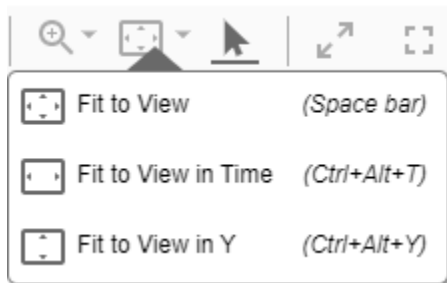 Fit to View (Space bar)
Fit to View in Time (Ctrl+Alt+T)
Fit to View in Y (Ctrl+Alt+Y)